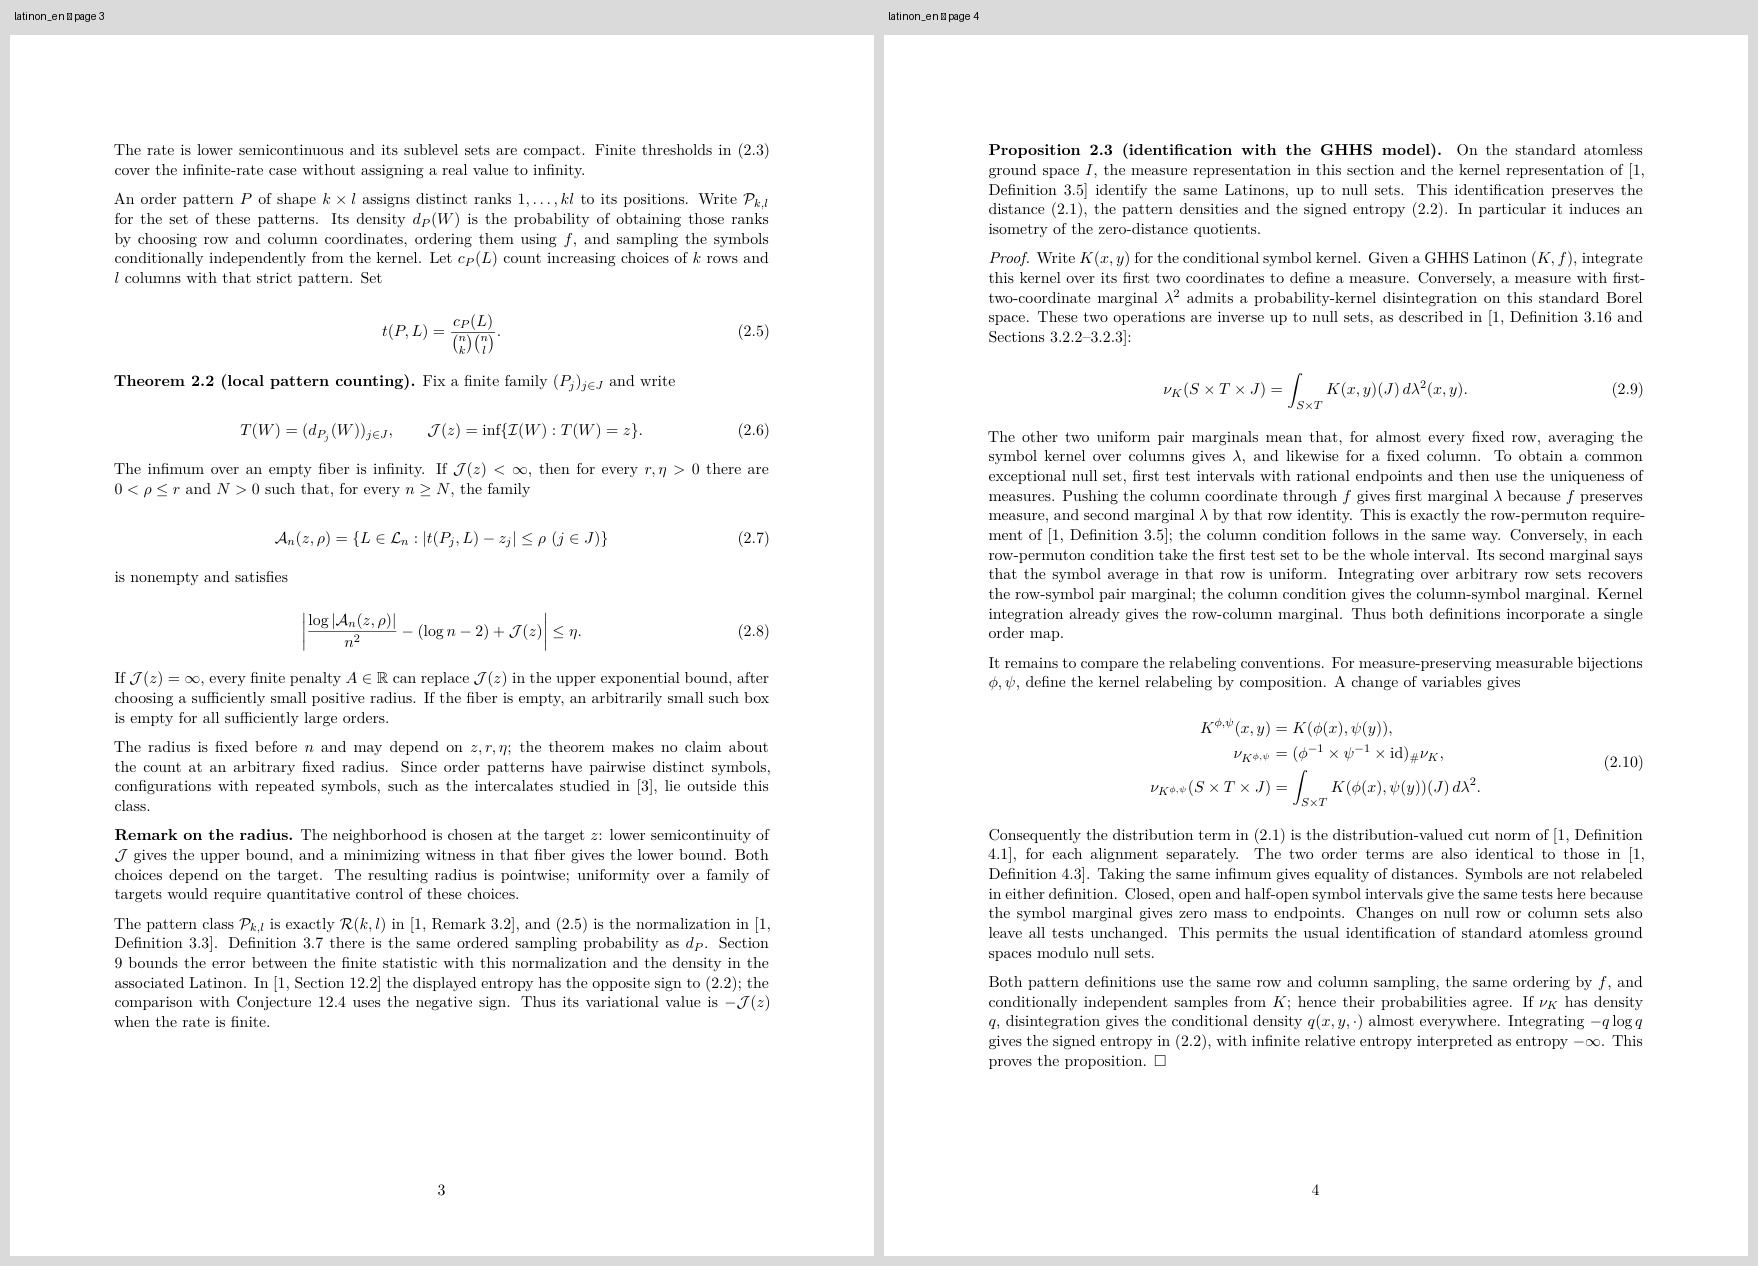 latinon_en page 3
The rate is lower semicontinuous and its sublevel sets are compact. Finite thresholds in (2.3)
cover the infinite-rate case without assigning a real value to infinity.
An order pattern P of shape k × l assigns distinct ranks 1, . . . , kl to its positions. Write 𝒫_{k,l}
for the set of these patterns. Its density d_P(W) is the probability of obtaining those ranks
by choosing row and column coordinates, ordering them using f, and sampling the symbols
conditionally independently from the kernel. Let c_P(L) count increasing choices of k rows and
l columns with that strict pattern. Set
t(P, L) = \frac{c_P(L)}{\binom{n}{k}\binom{n}{l}}. (2.5)
Theorem 2.2 (local pattern counting). Fix a finite family (P_j)_{j∈J} and write
T(W) = (d_{P_j}(W))_{j∈J}, 𝒥(z) = inf{ℐ(W) : T(W) = z}. (2.6)
The infimum over an empty fiber is infinity. If 𝒥(z) < ∞, then for every r, η > 0 there are
0 < ρ ≤ r and N > 0 such that, for every n ≥ N, the family
𝒜_n(z, ρ) = {L ∈ ℒ_n : |t(P_j, L) − z_j| ≤ ρ (j ∈ J)} (2.7)
is nonempty and satisfies
\left| \frac{log |𝒜_n(z, ρ)|}{n^2} − (log n − 2) + 𝒥(z) \right| ≤ η. (2.8)
If 𝒥(z) = ∞, every finite penalty A ∈ ℝ can replace 𝒥(z) in the upper exponential bound, after
choosing a sufficiently small positive radius. If the fiber is empty, an arbitrarily small such box
is empty for all sufficiently large orders.
The radius is fixed before n and may depend on z, r, η; the theorem makes no claim about
the count at an arbitrary fixed radius. Since order patterns have pairwise distinct symbols,
configurations with repeated symbols, such as the intercalates studied in [3], lie outside this
class.
Remark on the radius. The neighborhood is chosen at the target z: lower semicontinuity of
𝒥 gives the upper bound, and a minimizing witness in that fiber gives the lower bound. Both
choices depend on the target. The resulting radius is pointwise; uniformity over a family of
targets would require quantitative control of these choices.
The pattern class 𝒫_{k,l} is exactly ℛ(k, l) in [1, Remark 3.2], and (2.5) is the normalization in [1,
Definition 3.3]. Definition 3.7 there is the same ordered sampling probability as d_P. Section
9 bounds the error between the finite statistic with this normalization and the density in the
associated Latinon. In [1, Section 12.2] the displayed entropy has the opposite sign to (2.2); the
comparison with Conjecture 12.4 uses the negative sign. Thus its variational value is −𝒥(z)
when the rate is finite.
3
latinon_en page 4
Proposition 2.3 (identification with the GHHS model). On the standard atomless
ground space I, the measure representation in this section and the kernel representation of [1,
Definition 3.5] identify the same Latinons, up to null sets. This identification preserves the
distance (2.1), the pattern densities and the signed entropy (2.2). In particular it induces an
isometry of the zero-distance quotients.
Proof. Write K(x, y) for the conditional symbol kernel. Given a GHHS Latinon (K, f), integrate
this kernel over its first two coordinates to define a measure. Conversely, a measure with first-
two-coordinate marginal λ^2 admits a probability-kernel disintegration on this standard Borel
space. These two operations are inverse up to null sets, as described in [1, Definition 3.16 and
Sections 3.2.2–3.2.3]:
ν_K(S × T × J) = ∫_{S×T} K(x, y)(J) dλ^2(x, y). (2.9)
The other two uniform pair marginals mean that, for almost every fixed row, averaging the
symbol kernel over columns gives λ, and likewise for a fixed column. To obtain a common
exceptional null set, first test intervals with rational endpoints and then use the uniqueness of
measures. Pushing the column coordinate through f gives first marginal λ because f preserves
measure, and second marginal λ by that row identity. This is exactly the row-permuton require-
ment of [1, Definition 3.5]; the column condition follows in the same way. Conversely, in each
row-permuton condition take the first test set to be the whole interval. Its second marginal says
that the symbol average in that row is uniform. Integrating over arbitrary row sets recovers
the row-symbol pair marginal; the column condition gives the column-symbol marginal. Kernel
integration already gives the row-column marginal. Thus both definitions incorporate a single
order map.
It remains to compare the relabeling conventions. For measure-preserving measurable bijections
ϕ, ψ, define the kernel relabeling by composition. A change of variables gives
K^{ϕ,ψ}(x, y) = K(ϕ(x), ψ(y)),
ν_{K^{ϕ,ψ}} = (ϕ^{−1} × ψ^{−1} × id)_# ν_K,
(2.10)
ν_{K^{ϕ,ψ}}(S × T × J) = ∫_{S×T} K(ϕ(x), ψ(y))(J) dλ^2.
Consequently the distribution term in (2.1) is the distribution-valued cut norm of [1, Definition
4.1], for each alignment separately. The two order terms are also identical to those in [1,
Definition 4.3]. Taking the same infimum gives equality of distances. Symbols are not relabeled
in either definition. Closed, open and half-open symbol intervals give the same tests here because
the symbol marginal gives zero mass to endpoints. Changes on null row or column sets also
leave all tests unchanged. This permits the usual identification of standard atomless ground
spaces modulo null sets.
Both pattern definitions use the same row and column sampling, the same ordering by f, and
conditionally independent samples from K; hence their probabilities agree. If ν_K has density
q, disintegration gives the conditional density q(x, y, ·) almost everywhere. Integrating −q log q
gives the signed entropy in (2.2), with infinite relative entropy interpreted as entropy −∞. This
proves the proposition. □
4